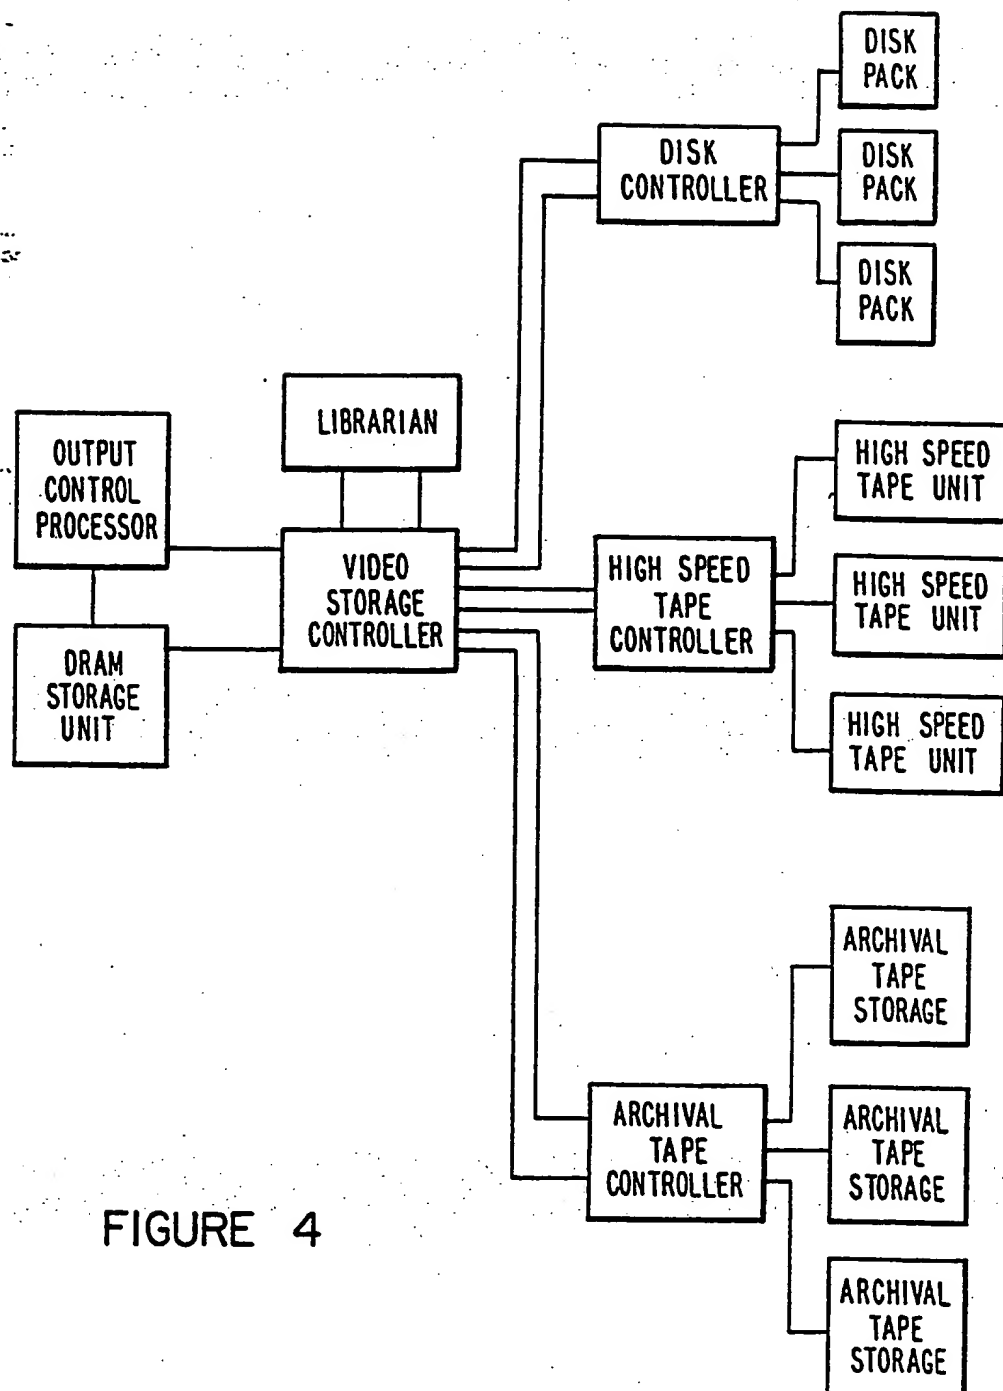 DISK
PACK
DISK
CONTROLLER
DISK
PACK
DISK
PACK
LIBRARIAN
OUTPUT
CONTROL
PROCESSOR
VIDEO
STORAGE
CONTROLLER
DRAM
STORAGE
UNIT
HIGH SPEED
TAPE
CONTROLLER
HIGH SPEED
TAPE UNIT
HIGH SPEED
TAPE UNIT
HIGH SPEED
TAPE UNIT
ARCHIVAL
TAPE
CONTROLLER
ARCHIVAL
TAPE
STORAGE
ARCHIVAL
TAPE
STORAGE
ARCHIVAL
TAPE
STORAGE
FIGURE 4